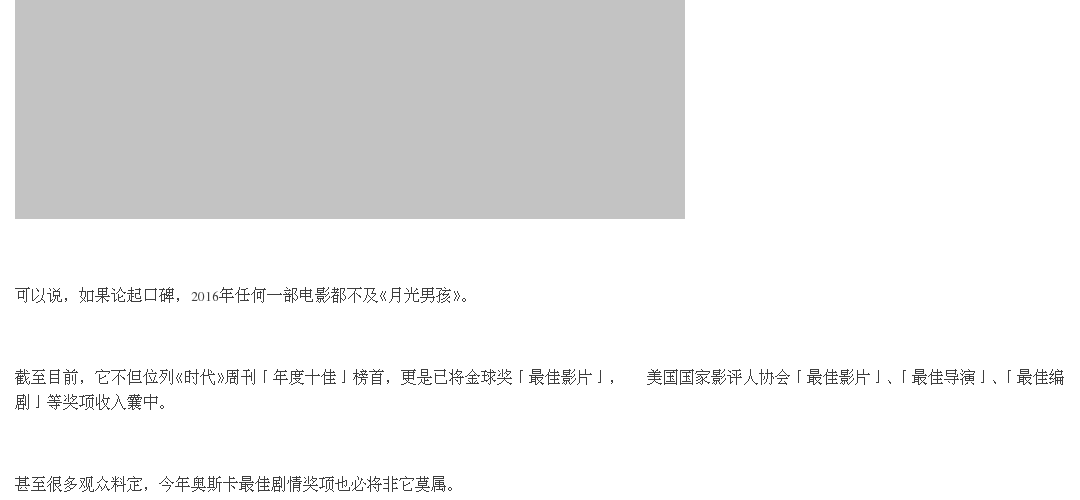 可以说，如果论起口碑，2016年任何一部电影都不及《月光男孩》。
截至目前，它不但位列《时代》周刊「年度十佳」榜首，更是已将金球奖「最佳影片」， 美国国家影评人协会「最佳影片」、「最佳导演」、「最佳编
剧」等奖项收入囊中。
甚至很多观众料定，今年奥斯卡最佳剧情奖项也必将非它莫属。